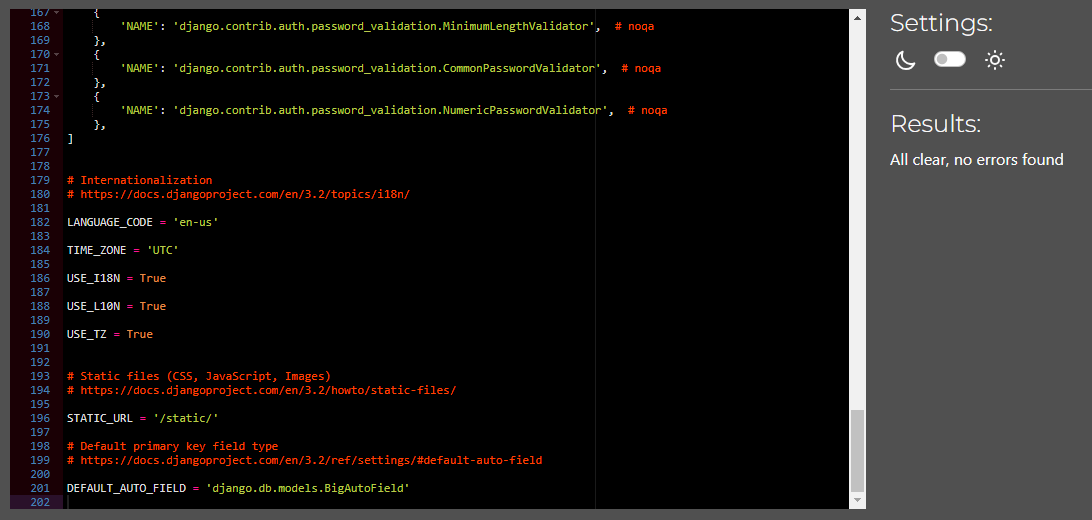 167 {
168 'NAME': 'django.contrib.auth.password_validation.MinimumLengthValidator',  # noqa
169 },
170 {
171 'NAME': 'django.contrib.auth.password_validation.CommonPasswordValidator',  # noqa
172 },
173 {
174 'NAME': 'django.contrib.auth.password_validation.NumericPasswordValidator',  # noqa
175 },
176 ]
177
178
179 # Internationalization
180 # https://docs.djangoproject.com/en/3.2/topics/i18n/
181
182 LANGUAGE_CODE = 'en-us'
183
184 TIME_ZONE = 'UTC'
185
186 USE_I18N = True
187
188 USE_L10N = True
189
190 USE_TZ = True
191
192
193 # Static files (CSS, JavaScript, Images)
194 # https://docs.djangoproject.com/en/3.2/howto/static-files/
195
196 STATIC_URL = '/static/'
197
198 # Default primary key field type
199 # https://docs.djangoproject.com/en/3.2/ref/settings/#default-auto-field
200
201 DEFAULT_AUTO_FIELD = 'django.db.models.BigAutoField'
202
Settings:
Results:
All clear, no errors found